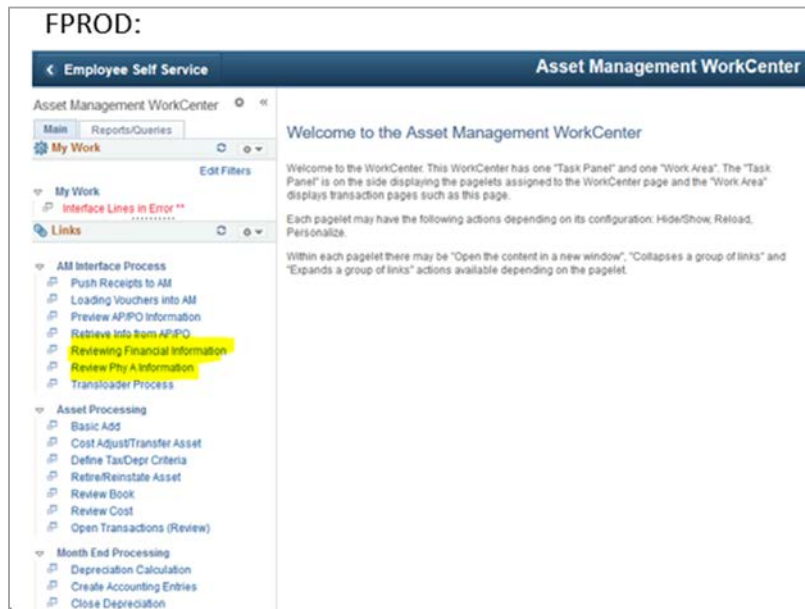 FPROD:
Employee Self Service
Asset Management WorkCenter
Asset Management WorkCenter
Main
Reports/Queries
My Work
Edit Filters
My Work
Interface Lines in Error **
Links
AM Interface Process
Push Receipts to AM
Loading Vouchers into AM
Preview AP/PO Information
Retrieve Info from AP/PO
Reviewing Financial Information
Review Phy A Information
Transloader Process
Asset Processing
Basic Add
Cost Adjust/Transfer Asset
Define Tax/Depr Criteria
Retire/Reinstate Asset
Review Book
Review Cost
Open Transactions (Review)
Month End Processing
Depreciation Calculation
Create Accounting Entries
Close Depreciation
Welcome to the Asset Management WorkCenter
Welcome to the WorkCenter. This WorkCenter has one "Task Panel" and one "Work Area". The "Task
Panel" is on the side displaying the pagelets assigned to the WorkCenter page and the "Work Area"
displays transaction pages such as this page.
Each pagelet may have the following actions depending on its configuration: Hide/Show, Reload,
Personalize.
Within each pagelet there may be "Open the content in a new window", "Collapses a group of links" and
"Expands a group of links" actions available depending on the pagelet.